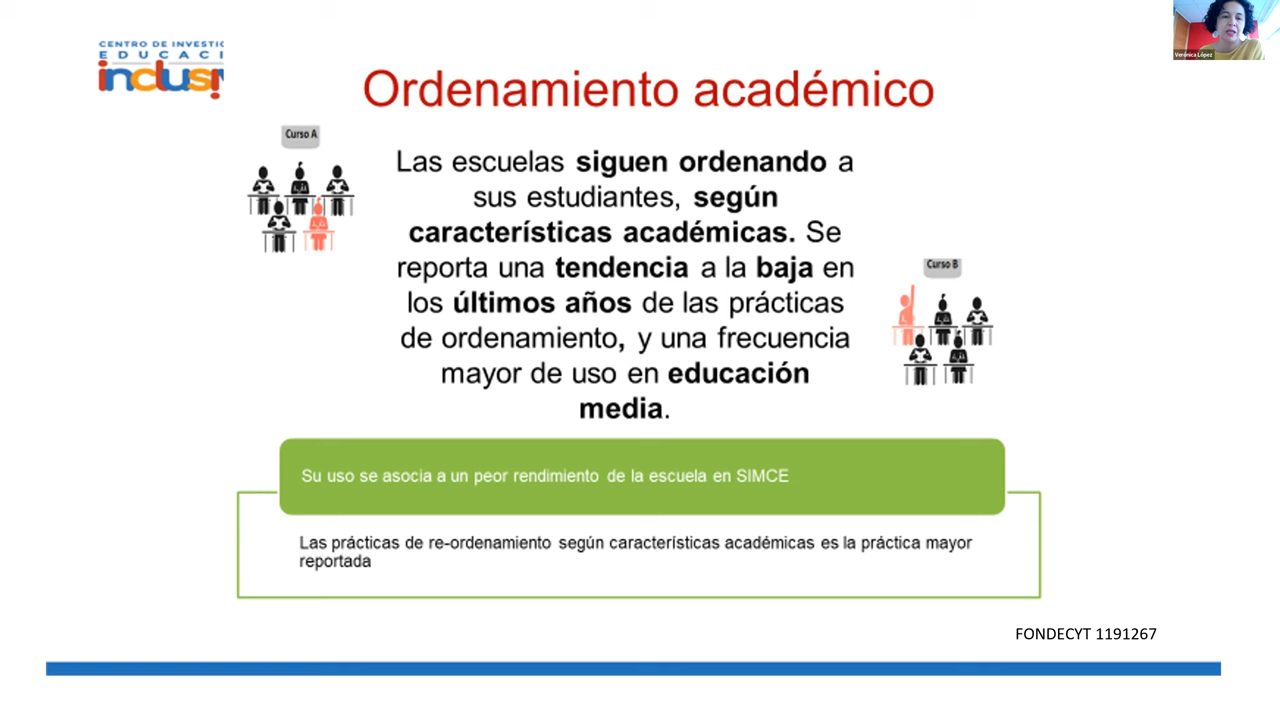 CENTRO DE INVESTIC
EDUCACI
inclusi
Verónica López
Ordenamiento académico
Curso A
Las escuelas siguen ordenando a
sus estudiantes, según
características académicas. Se
reporta una tendencia a la baja en
los últimos años de las prácticas
de ordenamiento, y una frecuencia
mayor de uso en educación
media.
Curso B
Su uso se asocia a un peor rendimiento de la escuela en SIMCE
Las prácticas de re-ordenamiento según características académicas es la práctica mayor
reportada
FONDECYT 1191267